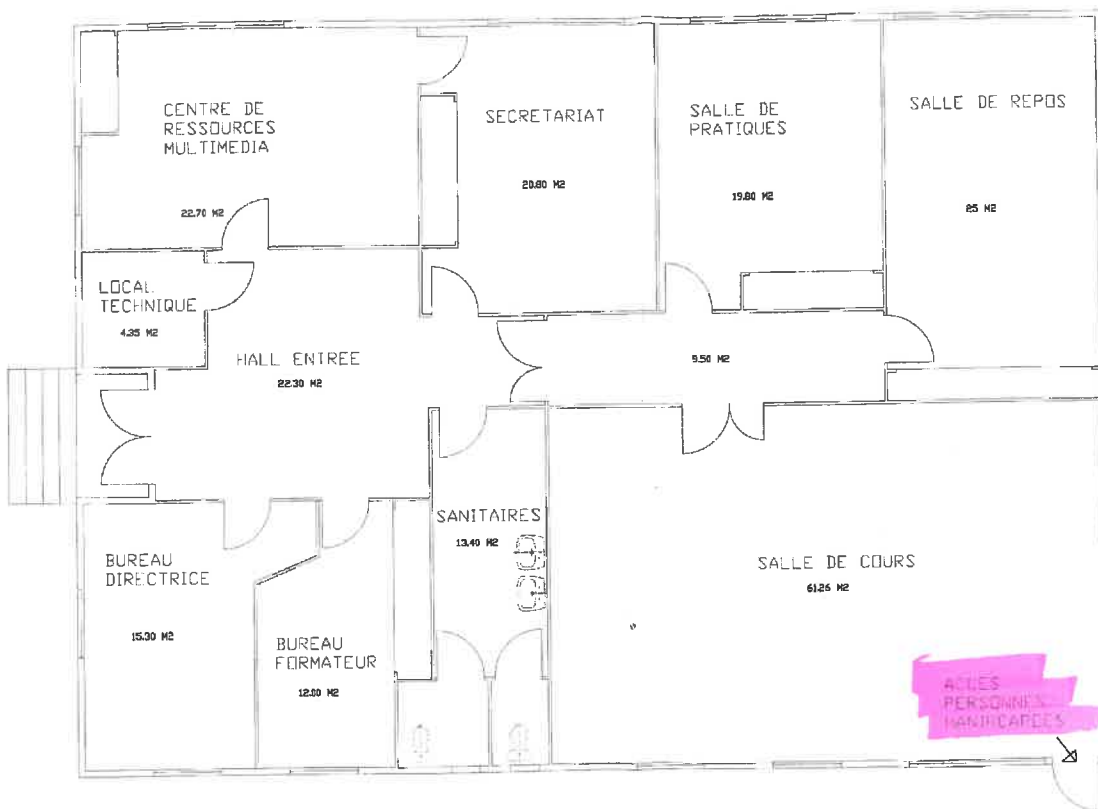 CENTRE DE
RESSOURCES
MULTIMEDIA
22.70 M2
SECRETARIAT
20.80 M2
SALLE DE
PRATIQUES
19.80 M2
SALLE DE REPOS
25 M2
LOCAL
TECHNIQUE
4.35 M2
HALL ENTREE
22.30 M2
9.50 M2
SANITAIRES
13.40 M2
BUREAU
DIRECTRICE
15.30 M2
BUREAU
FORMATEUR
12.00 M2
SALLE DE COURS
61.26 M2
ACCES
PERSONNES
HANDICAPEES